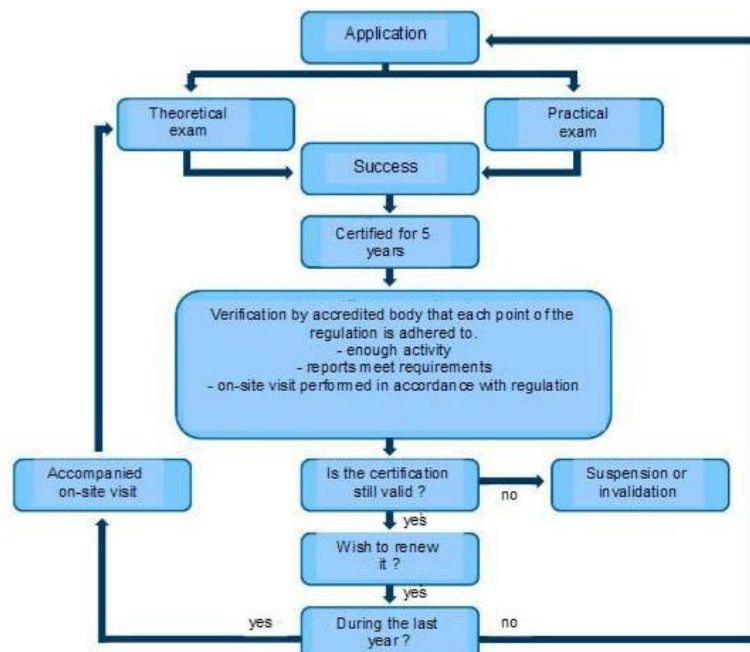 Application
Theoretical
exam
Practical
exam
Success
Certified for 5
years
Verification by accredited body that each point of the
regulation is adhered to.
- enough activity
- reports meet requirements
- on-site visit performed in accordance with regulation
Accompanied
on-site visit
Is the certification
still valid ?
no
Suspension or
invalidation
yes
Wish to renew
it ?
yes
yes
During the last
year ?
no